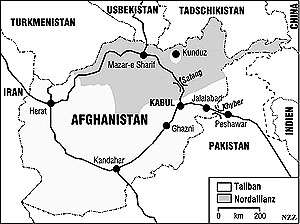 USBEKISTAN
TADSCHIKISTAN
CHINA
TURKMENISTAN
Kunduz
Mazar-e Sharif
Salang
IRAN
Herat
KABUL
Jalalabad
Khyber
Peshawar
INDIEN
AFGHANISTAN
Ghazni
PAKISTAN
Kandahar
Taliban
Nordallianz
0 km 200
NZZ